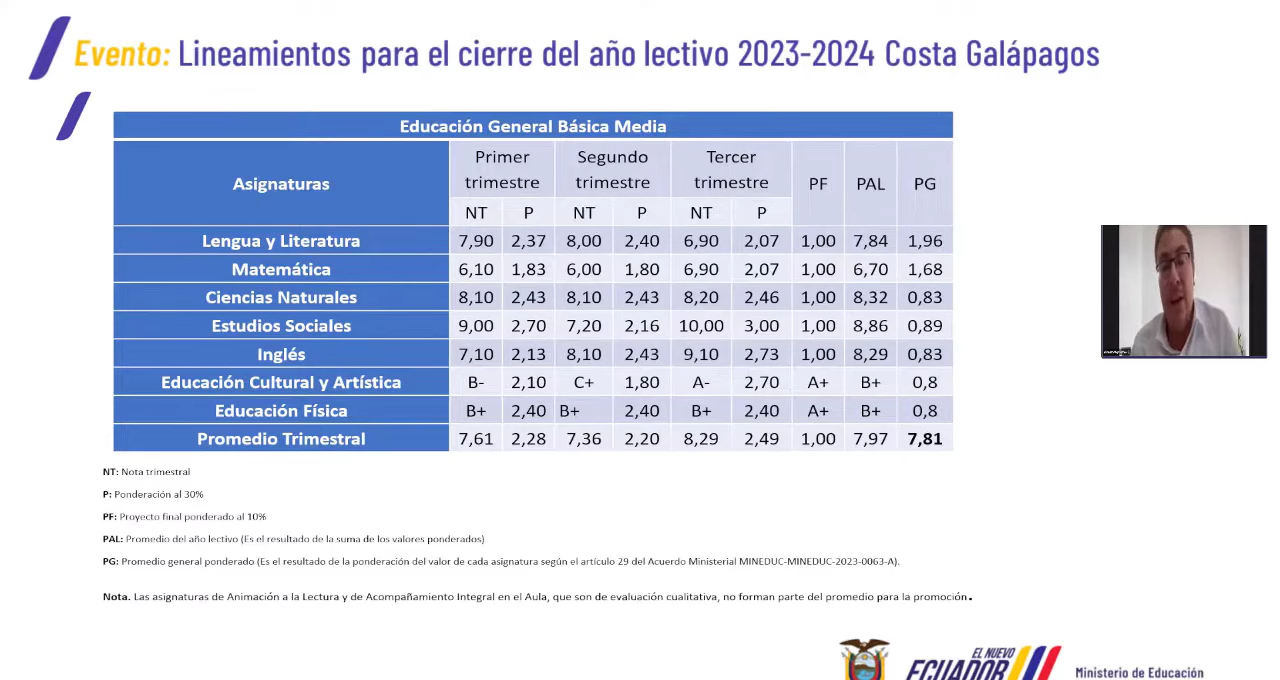 Evento: Lineamientos para el cierre del año lectivo 2023-2024 Costa Galápagos
Educación General Básica Media
Asignaturas Primer trimestre Segundo trimestre Tercer trimestre PF PAL PG
NT P NT P NT P
Lengua y Literatura 7,90 2,37 8,00 2,40 6,90 2,07 1,00 7,84 1,96
Matemática 6,10 1,83 6,00 1,80 6,90 2,07 1,00 6,70 1,68
Ciencias Naturales 8,10 2,43 8,10 2,43 8,20 2,46 1,00 8,32 0,83
Estudios Sociales 9,00 2,70 7,20 2,16 10,00 3,00 1,00 8,86 0,89
Inglés 7,10 2,13 8,10 2,43 9,10 2,73 1,00 8,29 0,83
Educación Cultural y Artística B- 2,10 C+ 1,80 A- 2,70 A+ B+ 0,8
Educación Física B+ 2,40 B+ 2,40 B+ 2,40 A+ B+ 0,8
Promedio Trimestral 7,61 2,28 7,36 2,20 8,29 2,49 1,00 7,97 7,81
NT: Nota trimestral
P: Ponderación al 30%
PF: Proyecto final ponderado al 10%
PAL: Promedio del año lectivo (Es el resultado de la suma de los valores ponderados)
PG: Promedio general ponderado (Es el resultado de la ponderación del valor de cada asignatura según el artículo 29 del Acuerdo Ministerial MINEDUC-MINEDUC-2023-0063-A).
Nota. Las asignaturas de Animación a la Lectura y de Acompañamiento Integral en el Aula, que son de evaluación cualitativa, no forman parte del promedio para la promoción.
EL NUEVO
ECUADOR
Ministerio de Educación